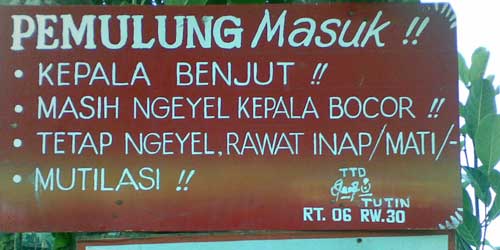 PEMULUNG Masuk !!
• KEPALA BENJUT !!
• MASIH NGEYEL KEPALA BOCOR !!
• TETAP NGEYEL, RAWAT INAP/MATI/-
• MUTILASI !!
TTD
TUTIN
RT. 06 RW. 30